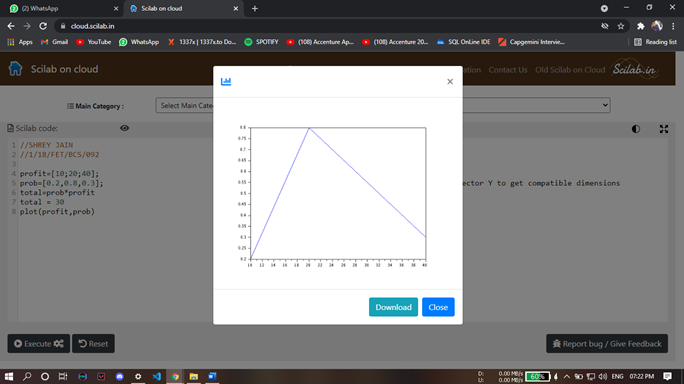 (2) WhatsApp
Scilab on cloud
cloud.scilab.in
Apps
Gmail
YouTube
WhatsApp
1337x | 1337x.to Do...
SPOTIFY
(108) Accenture Ap...
(108) Accenture 20...
SQL OnLine IDE
Capgemini Intervie...
Reading list
Scilab on cloud
Contact Us
Old Scilab on Cloud
Scilab.in
Main Category :
Select Main Cate
Scilab code:
1 //SHREY JAIN
2 //1/18/FET/BCS/092
3
4 profit=[10;20;40];
5 prob=[0.2,0.8,0.3];
6 total=prob*profit
7 total = 30
8 plot(profit,prob)
ector Y to get compatible dimensions
×
0.8
0.75
0.7
0.65
0.6
0.55
0.5
0.45
0.4
0.35
0.3
0.25
0.2
10 12 14 16 18 20 22 24 26 28 30 32 34 36 38 40
Download
Close
Execute
Reset
Report bug / Give Feedback
D: 0.00 MB/s
U: 0.00 MB/s
60%
ENG
07:22 PM